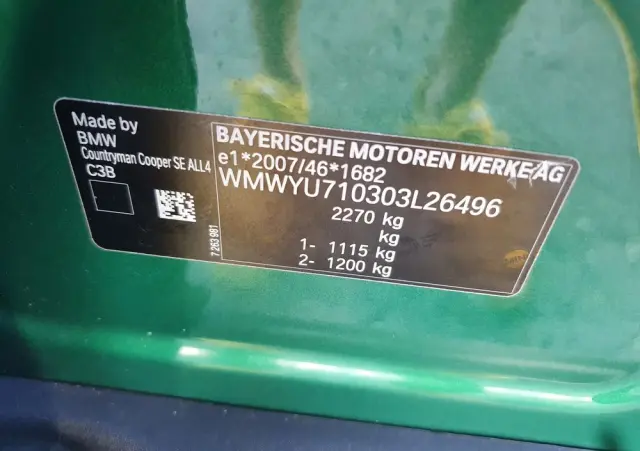 Made by
BMW
Countryman Cooper SE ALL4
C3B
7 263 981
BAYERISCHE MOTOREN WERKE AG
e1*2007/46*1682
WMWYU710303L26496
2270 kg
kg
1- 1115 kg
2- 1200 kg